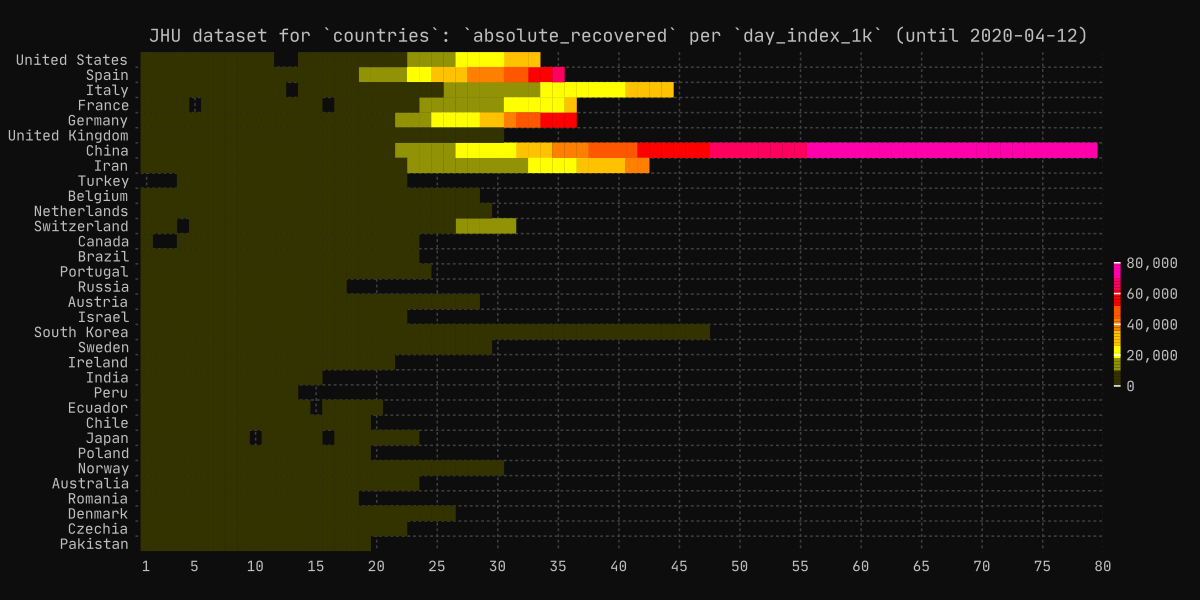 JHU dataset for `countries`: `absolute_recovered` per `day_index_1k` (until 2020-04-12)
United States
Spain
Italy
France
Germany
United Kingdom
China
Iran
Turkey
Belgium
Netherlands
Switzerland
Canada
Brazil
Portugal
Russia
Austria
Israel
South Korea
Sweden
Ireland
India
Peru
Ecuador
Chile
Japan
Poland
Norway
Australia
Romania
Denmark
Czechia
Pakistan
1 5 10 15 20 25 30 35 40 45 50 55 60 65 70 75 80
80,000
60,000
40,000
20,000
0